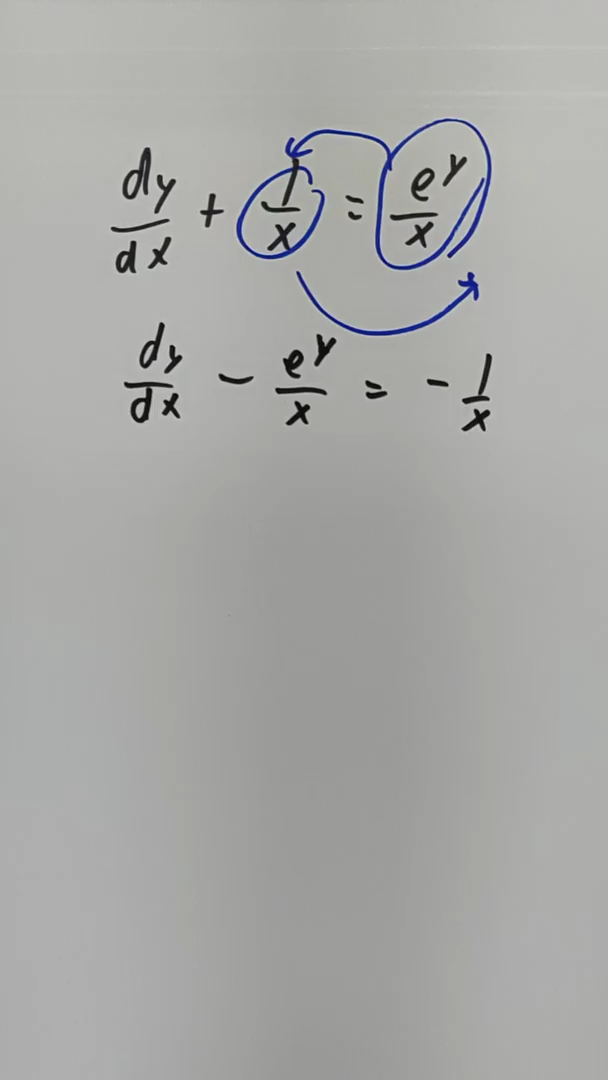 dy/dx + 1/x = e^y/x
dy/dx - e^y/x = - 1/x